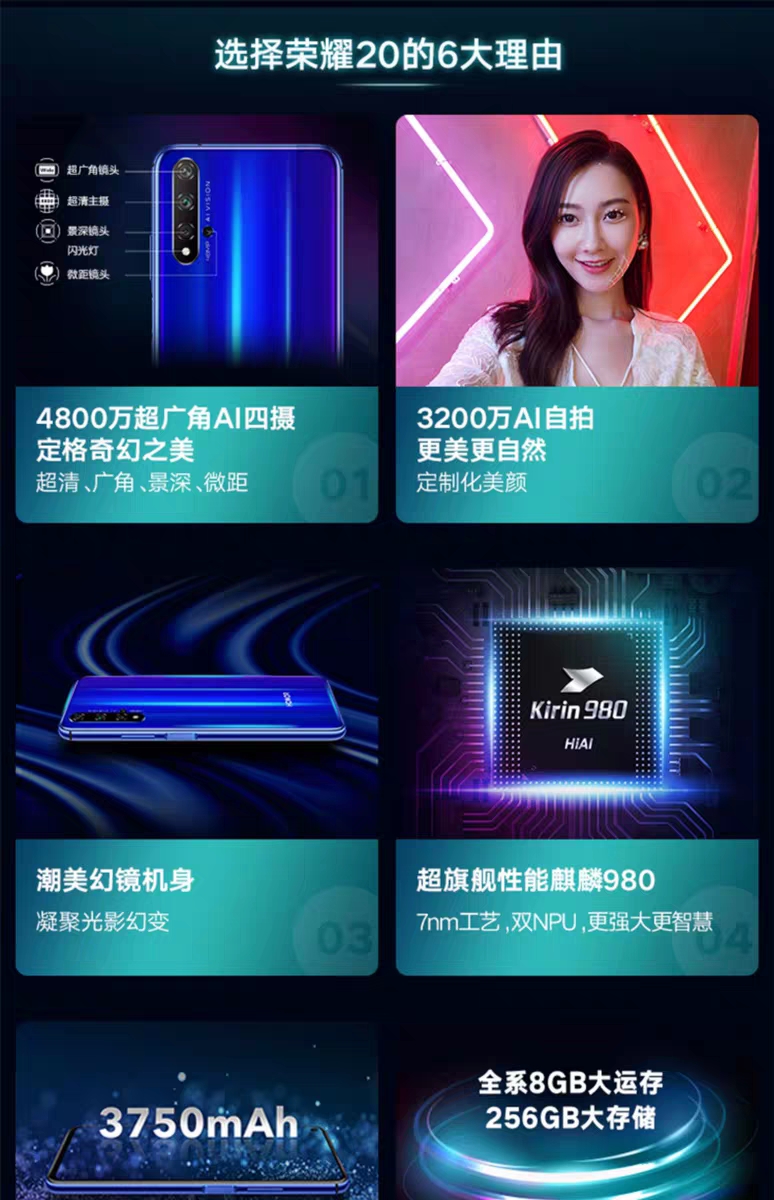 选择荣耀20的6大理由
超广角镜头
超清主摄
景深镜头
闪光灯
微距镜头
AI VISION
48MP
4800万超广角AI四摄
定格奇幻之美
超清、广角、景深、微距
01
3200万AI自拍
更美更自然
定制化美颜
02
HONOR
潮美幻镜机身
凝聚光影幻变
03
Kirin 980
HiAI
超旗舰性能麒麟980
7nm工艺,双NPU,更强大更智慧
04
3750mAh
全系8GB大运存
256GB大存储